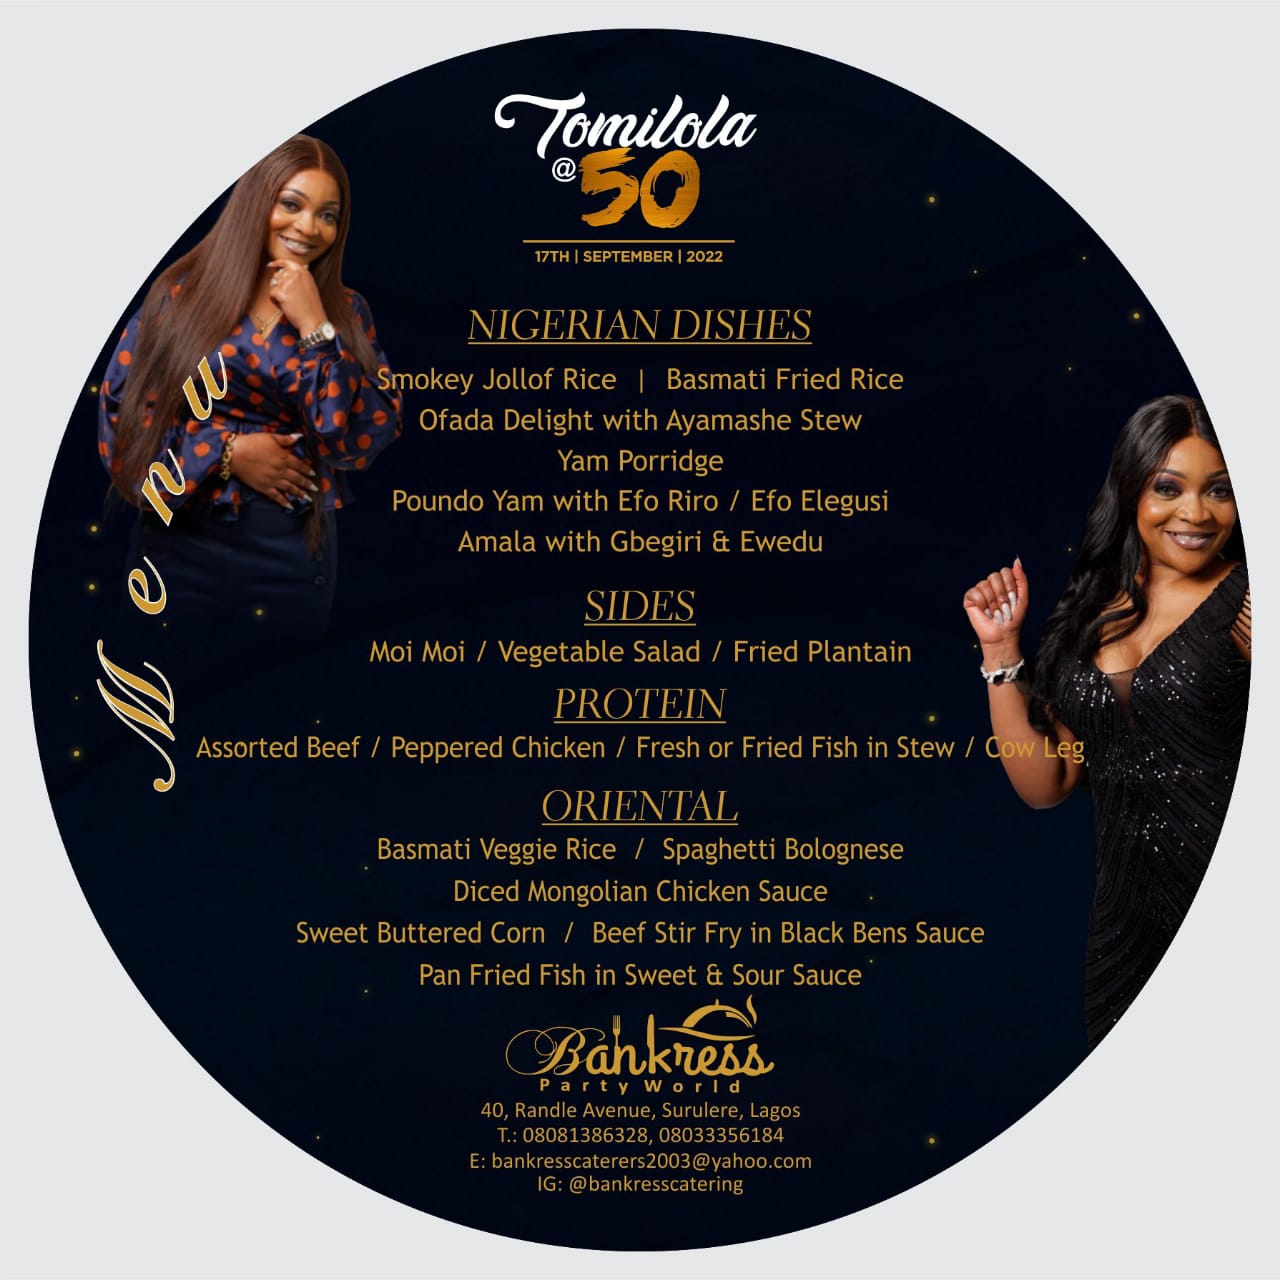 Tomilola
@50
17TH | SEPTEMBER | 2022
Menu
NIGERIAN DISHES
Smokey Jollof Rice | Basmati Fried Rice
Ofada Delight with Ayamashe Stew
Yam Porridge
Poundo Yam with Efo Riro / Efo Elegusi
Amala with Gbegiri & Ewedu
SIDES
Moi Moi / Vegetable Salad / Fried Plantain
PROTEIN
Assorted Beef / Peppered Chicken / Fresh or Fried Fish in Stew / Cow Leg
ORIENTAL
Basmati Veggie Rice / Spaghetti Bolognese
Diced Mongolian Chicken Sauce
Sweet Buttered Corn / Beef Stir Fry in Black Bens Sauce
Pan Fried Fish in Sweet & Sour Sauce
Bankress
Party World
40, Randle Avenue, Surulere, Lagos
T.: 08081386328, 08033356184
E: bankresscaterers2003@yahoo.com
IG: @bankresscatering